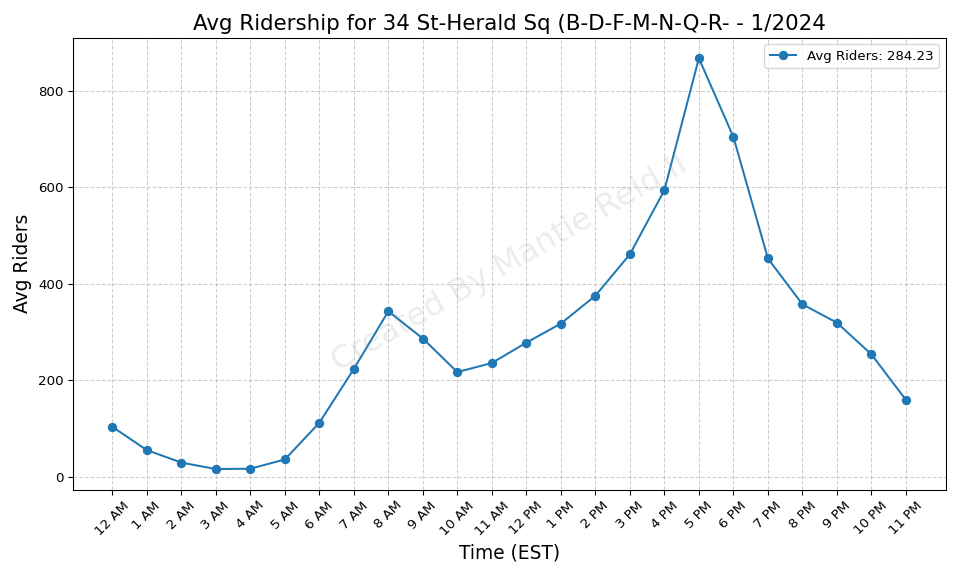 Avg Ridership for 34 St-Herald Sq (B-D-F-M-N-Q-R- - 1/2024
Avg Riders: 284.23
Avg Riders
800
600
400
200
0
Created By Mantie Reid II
12 AM
1 AM
2 AM
3 AM
4 AM
5 AM
6 AM
7 AM
8 AM
9 AM
10 AM
11 AM
12 PM
1 PM
2 PM
3 PM
4 PM
5 PM
6 PM
7 PM
8 PM
9 PM
10 PM
11 PM
Time (EST)